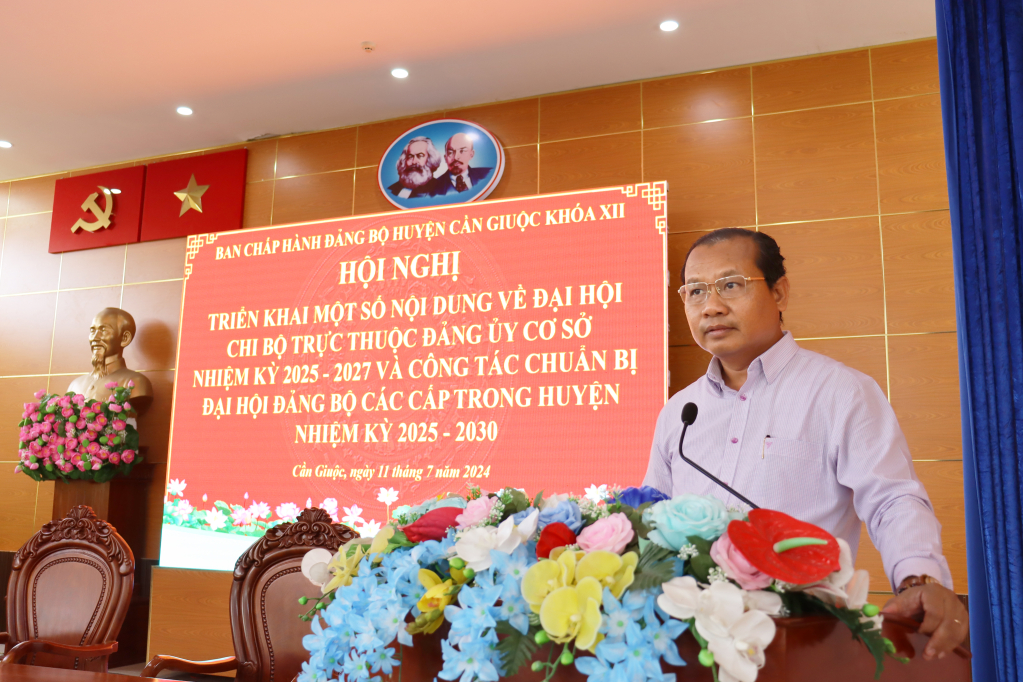 BAN CHẤP HÀNH ĐẢNG BỘ HUYỆN CẦN GIUỘC KHÓA XII
HỘI NGHỊ
TRIỂN KHAI MỘT SỐ NỘI DUNG VỀ ĐẠI HỘI
CHI BỘ TRỰC THUỘC ĐẢNG ỦY CƠ SỞ
NHIỆM KỲ 2025 - 2027 VÀ CÔNG TÁC CHUẨN BỊ
ĐẠI HỘI ĐẢNG BỘ CÁC CẤP TRONG HUYỆN
NHIỆM KỲ 2025 - 2030
Cần Giuộc, ngày 11 tháng 7 năm 2024